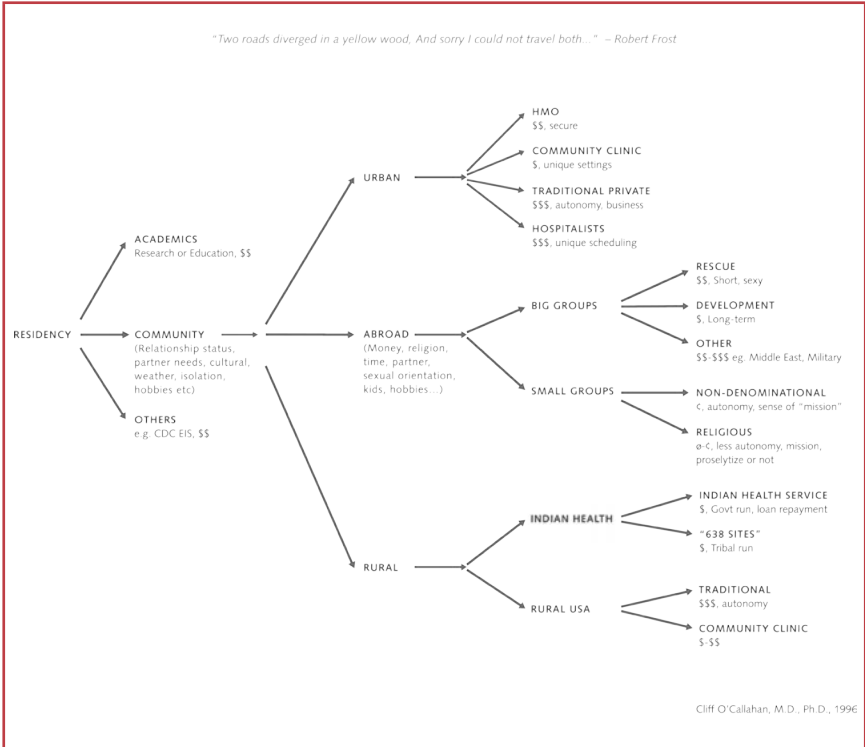 "Two roads diverged in a yellow wood, And sorry I could not travel both..." – Robert Frost
RESIDENCY
ACADEMICS
Research or Education, $$
COMMUNITY
(Relationship status,
partner needs, cultural,
weather, isolation,
hobbies etc)
OTHERS
e.g. CDC EIS, $$
URBAN
HMO
$$, secure
COMMUNITY CLINIC
$, unique settings
TRADITIONAL PRIVATE
$$$, autonomy, business
HOSPITALISTS
$$$, unique scheduling
ABROAD
(Money, religion,
time, partner,
sexual orientation,
kids, hobbies...)
BIG GROUPS
RESCUE
$$, Short, sexy
DEVELOPMENT
$, Long-term
OTHER
$$-$$$ eg. Middle East, Military
SMALL GROUPS
NON-DENOMINATIONAL
¢, autonomy, sense of "mission"
RELIGIOUS
ø-¢, less autonomy, mission,
proselytize or not
RURAL
INDIAN HEALTH
INDIAN HEALTH SERVICE
$, Govt run, loan repayment
"638 SITES"
$, Tribal run
RURAL USA
TRADITIONAL
$$$, autonomy
COMMUNITY CLINIC
$-$$
Cliff O'Callahan, M.D., Ph.D., 1996